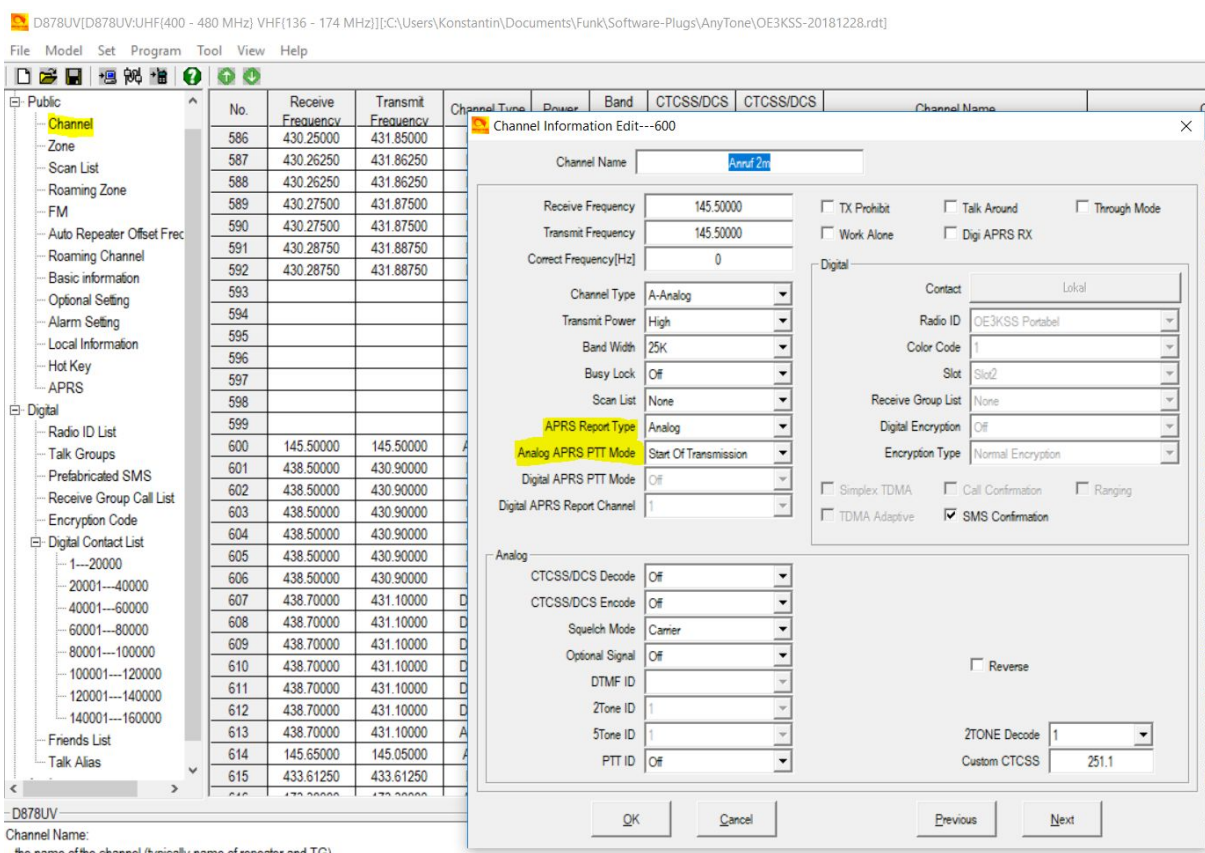 D878UV[D878UV:UHF{400 - 480 MHz} VHF{136 - 174 MHz}][:C:\Users\Konstantin\Documents\Funk\Software-Plugs\AnyTone\OE3KSS-20181228.rdt]
File Model Set Program Tool View Help
Public
Channel
Zone
Scan List
Roaming Zone
FM
Auto Repeater Offset Frec
Roaming Channel
Basic information
Optional Setting
Alarm Setting
Local Information
Hot Key
APRS
Digital
Radio ID List
Talk Groups
Prefabricated SMS
Receive Group Call List
Encryption Code
Digital Contact List
1---20000
20001---40000
40001---60000
60001---80000
80001---100000
100001---120000
120001---140000
140001---160000
Friends List
Talk Alias
No. Receive Frequency Transmit Frequency Channel Type Power Band CTCSS/DCS CTCSS/DCS Channel Name
586 430.25000 431.85000
587 430.26250 431.86250
588 430.26250 431.86250
589 430.27500 431.87500
590 430.27500 431.87500
591 430.28750 431.88750
592 430.28750 431.88750
593
594
595
596
597
598
599
600 145.50000 145.50000 A
601 438.50000 430.90000
602 438.50000 430.90000
603 438.50000 430.90000
604 438.50000 430.90000
605 438.50000 430.90000
606 438.50000 430.90000
607 438.70000 431.10000 D
608 438.70000 431.10000 D
609 438.70000 431.10000 D
610 438.70000 431.10000 D
611 438.70000 431.10000 D
612 438.70000 431.10000 D
613 438.70000 431.10000 A
614 145.65000 145.05000 A
615 433.61250 433.61250
Channel Information Edit---600
Channel Name Anruf 2m
Receive Frequency 145.50000
Transmit Frequency 145.50000
Correct Frequency[Hz] 0
Channel Type A-Analog
Transmit Power High
Band Width 25K
Busy Lock Off
Scan List None
APRS Report Type Analog
Analog APRS PTT Mode Start Of Transmission
Digital APRS PTT Mode Off
Digital APRS Report Channel 1
TX Prohibit Talk Around Through Mode
Work Alone Digi APRS RX
Digital
Contact Lokal
Radio ID OE3KSS Portabel
Color Code 1
Slot Slot2
Receive Group List None
Digital Encryption Off
Encryption Type Normal Encryption
Simplex TDMA Call Confirmation Ranging
TDMA Adaptive SMS Confirmation
Analog
CTCSS/DCS Decode Off
CTCSS/DCS Encode Off
Squelch Mode Carrier
Optional Signal Off
DTMF ID
2Tone ID 1
5Tone ID 1
PTT ID Off
Reverse
2TONE Decode 1
Custom CTCSS 251.1
OK Cancel Previous Next
D878UV
Channel Name:
the name of the channel (typically name of repeater and TG)